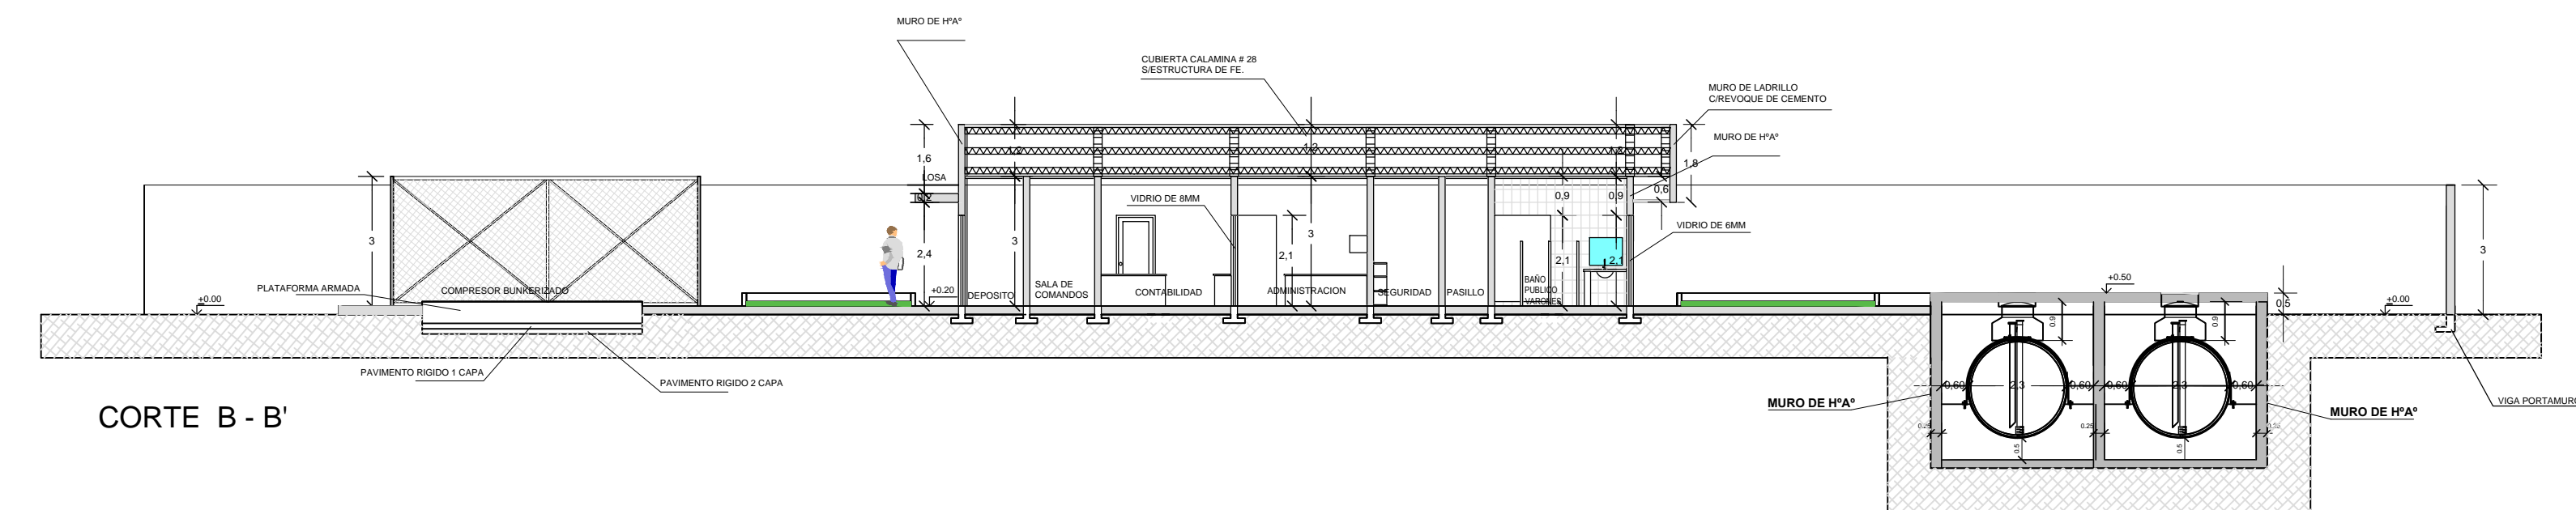 MURO DE HºAº
CUBIERTA CALAMINA # 28
S/ESTRUCTURA DE FE.
MURO DE LADRILLO
C/REVOQUE DE CEMENTO
MURO DE HºAº
1,6
1,2
1,2
1,8
LOSA
0,2
0,9
0,9
0,6
VIDRIO DE 8MM
VIDRIO DE 6MM
3
2,4
3
3
2,1
2,1
2,1
3
PLATAFORMA ARMADA
COMPRESOR BUNKERIZADO
+0.00
+0.20
DEPOSITO
SALA DE
COMANDOS
CONTABILIDAD
ADMINISTRACION
SEGURIDAD
PASILLO
BAÑO
PUBLICO
VARONES
+0.50
0,5
+0.00
0.9
0.9
PAVIMENTO RIGIDO 1 CAPA
PAVIMENTO RIGIDO 2 CAPA
0,60
2,3
0,60
0,60
2,3
0,60
MURO DE HºAº
MURO DE HºAº
VIGA PORTAMURO
0.25
0.25
0.5
0.5
CORTE B - B'